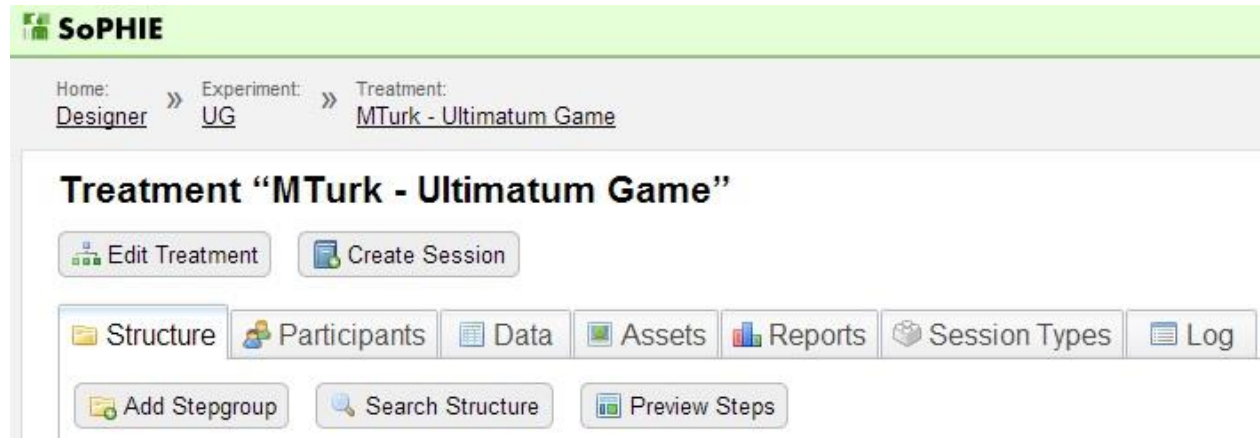 SoPHIE
Home: » Experiment: » Treatment:
Designer UG MTurk - Ultimatum Game
Treatment “MTurk - Ultimatum Game”
Edit Treatment Create Session
Structure Participants Data Assets Reports Session Types Log
Add Stepgroup Search Structure Preview Steps